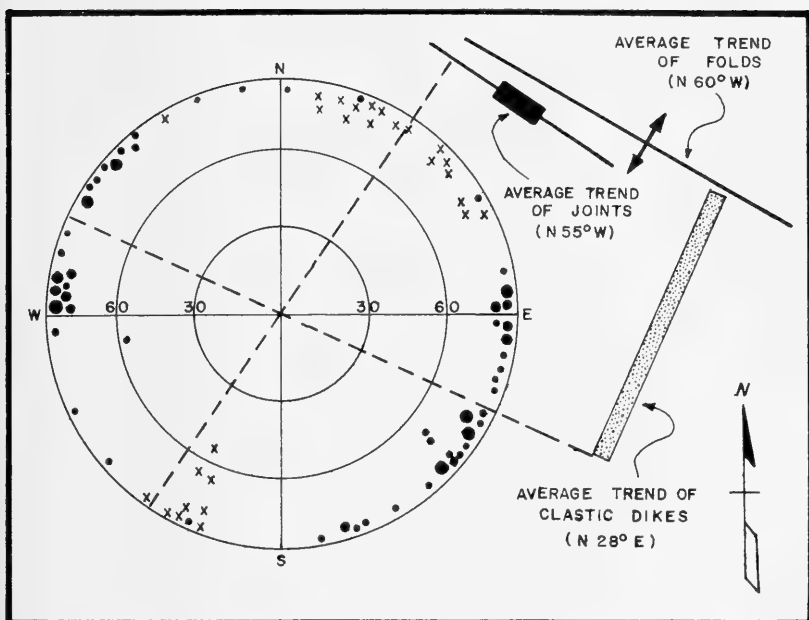 N
AVERAGE TREND
OF FOLDS
(N 60° W)
AVERAGE TREND
OF JOINTS
(N 55° W)
W 60 30 30 60 E
N
S
AVERAGE TREND OF
CLASTIC DIKES
(N 28° E)